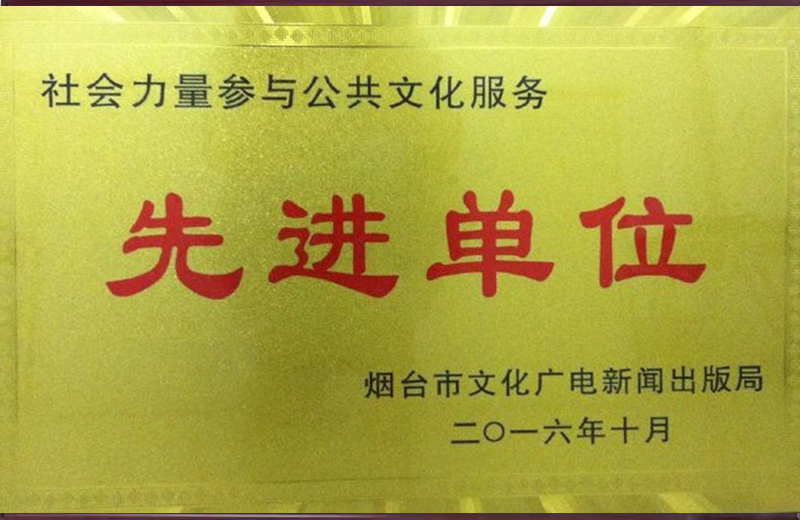 社会力量参与公共文化服务
先进单位
烟台市文化广电新闻出版局
二〇一六年十月